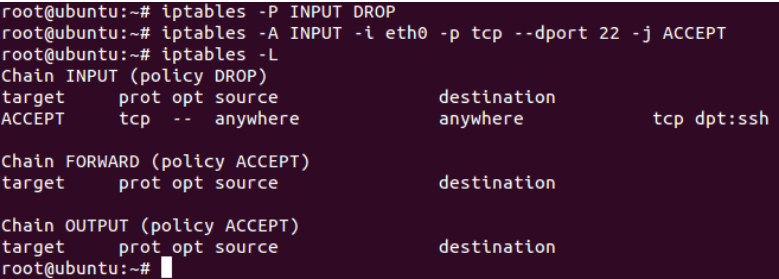 root@ubuntu:~# iptables -P INPUT DROP
root@ubuntu:~# iptables -A INPUT -i eth0 -p tcp --dport 22 -j ACCEPT
root@ubuntu:~# iptables -L
Chain INPUT (policy DROP)
target     prot opt source               destination
ACCEPT     tcp  --  anywhere             anywhere             tcp dpt:ssh

Chain FORWARD (policy ACCEPT)
target     prot opt source               destination

Chain OUTPUT (policy ACCEPT)
target     prot opt source               destination
root@ubuntu:~#